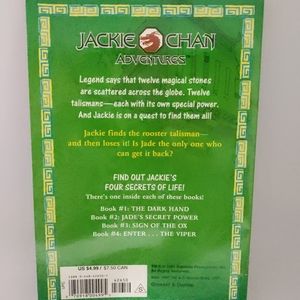 JACKIE CHAN
ADVENTURES
Legend says that twelve magical stones
are scattered across the globe. Twelve
talismans—each with its own special power.
And Jackie is on a quest to find them all!
Jackie finds the rooster talisman—
and then loses it! Is Jade the only one who
can get it back?
FIND OUT JACKIE'S
FOUR SECRETS OF LIFE!
There's one inside each of these books!
Book #1: THE DARK HAND
Book #2: JADE'S SECRET POWER
Book #3: SIGN OF THE OX
Book #4: ENTER . . . THE VIPER
US $4.99 / $7.50 CAN
Grosset & Dunlap